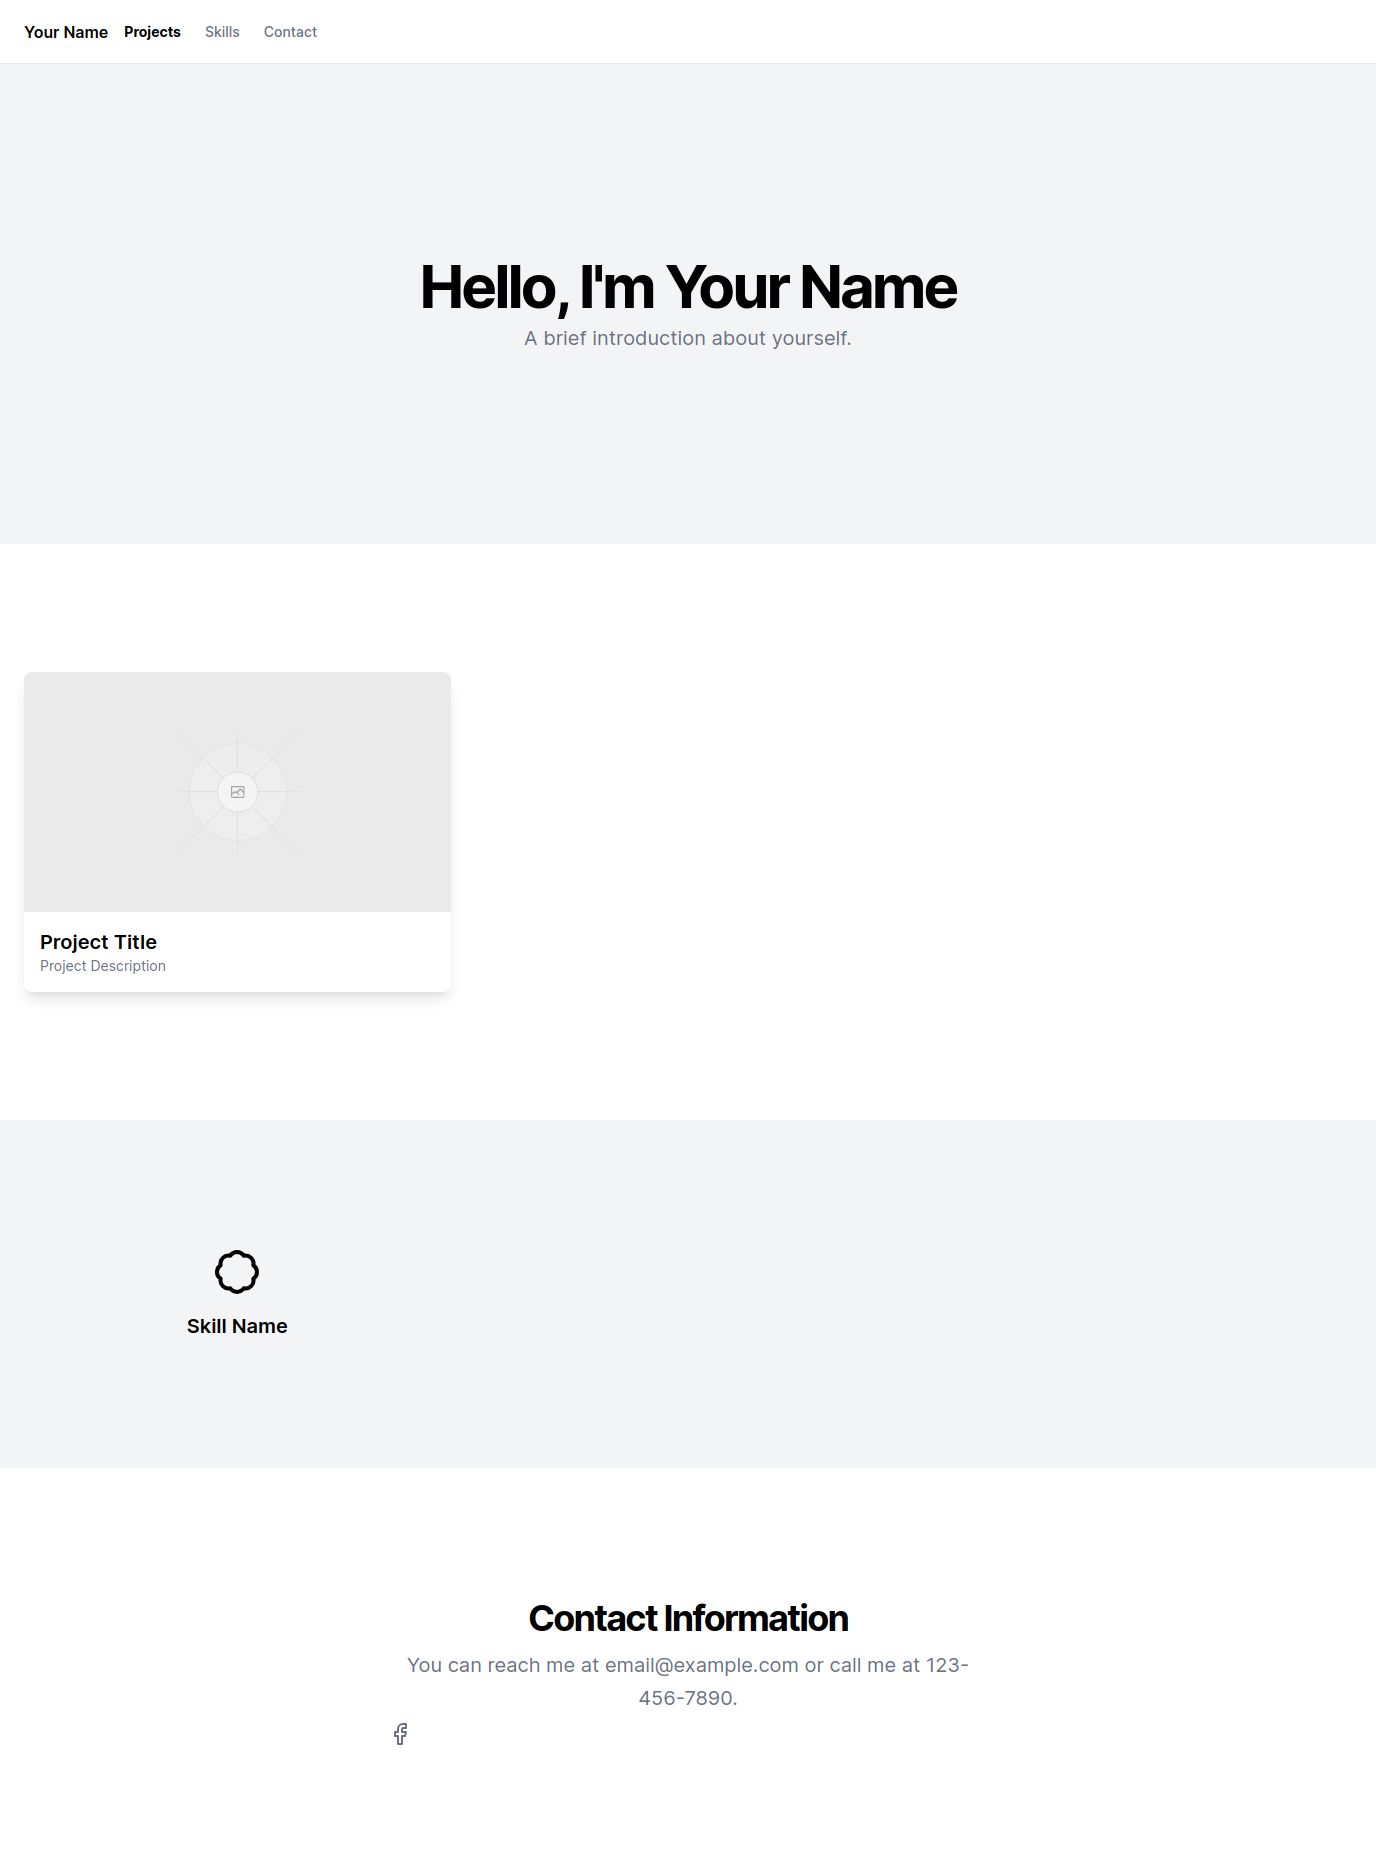 Your Name Projects Skills Contact
Hello, I'm Your Name
A brief introduction about yourself.
Project Title
Project Description
Skill Name
Contact Information
You can reach me at email@example.com or call me at 123-
456-7890.